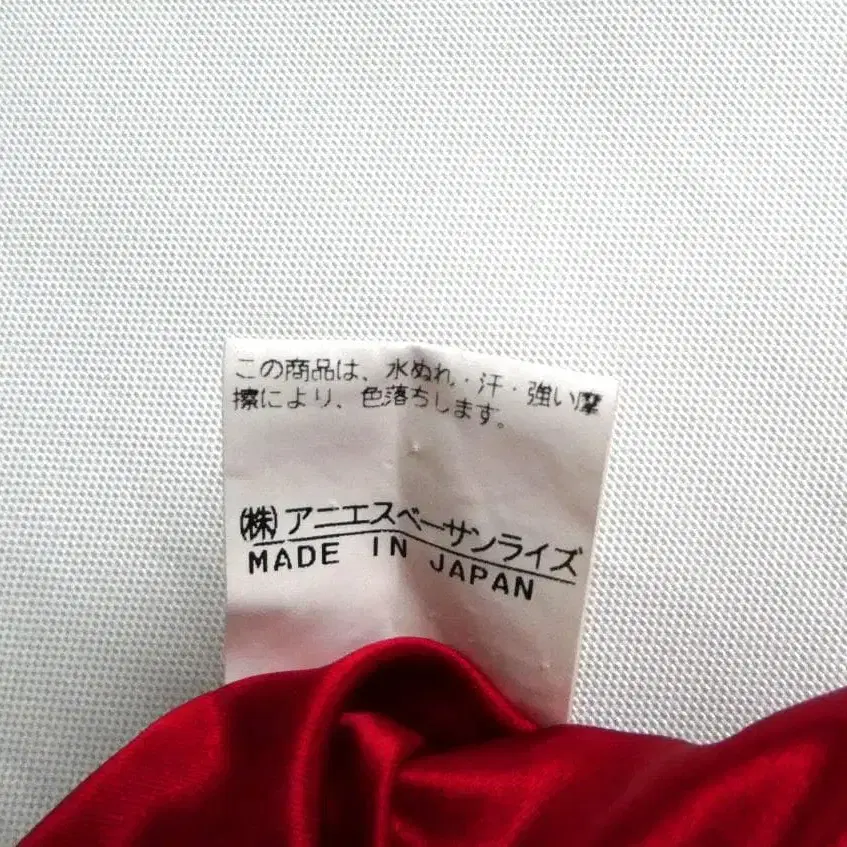 この商品は、水ぬれ・汗・強い摩
擦により、色落ちします。
(株)アニエスベーサンライズ
MADE IN JAPAN